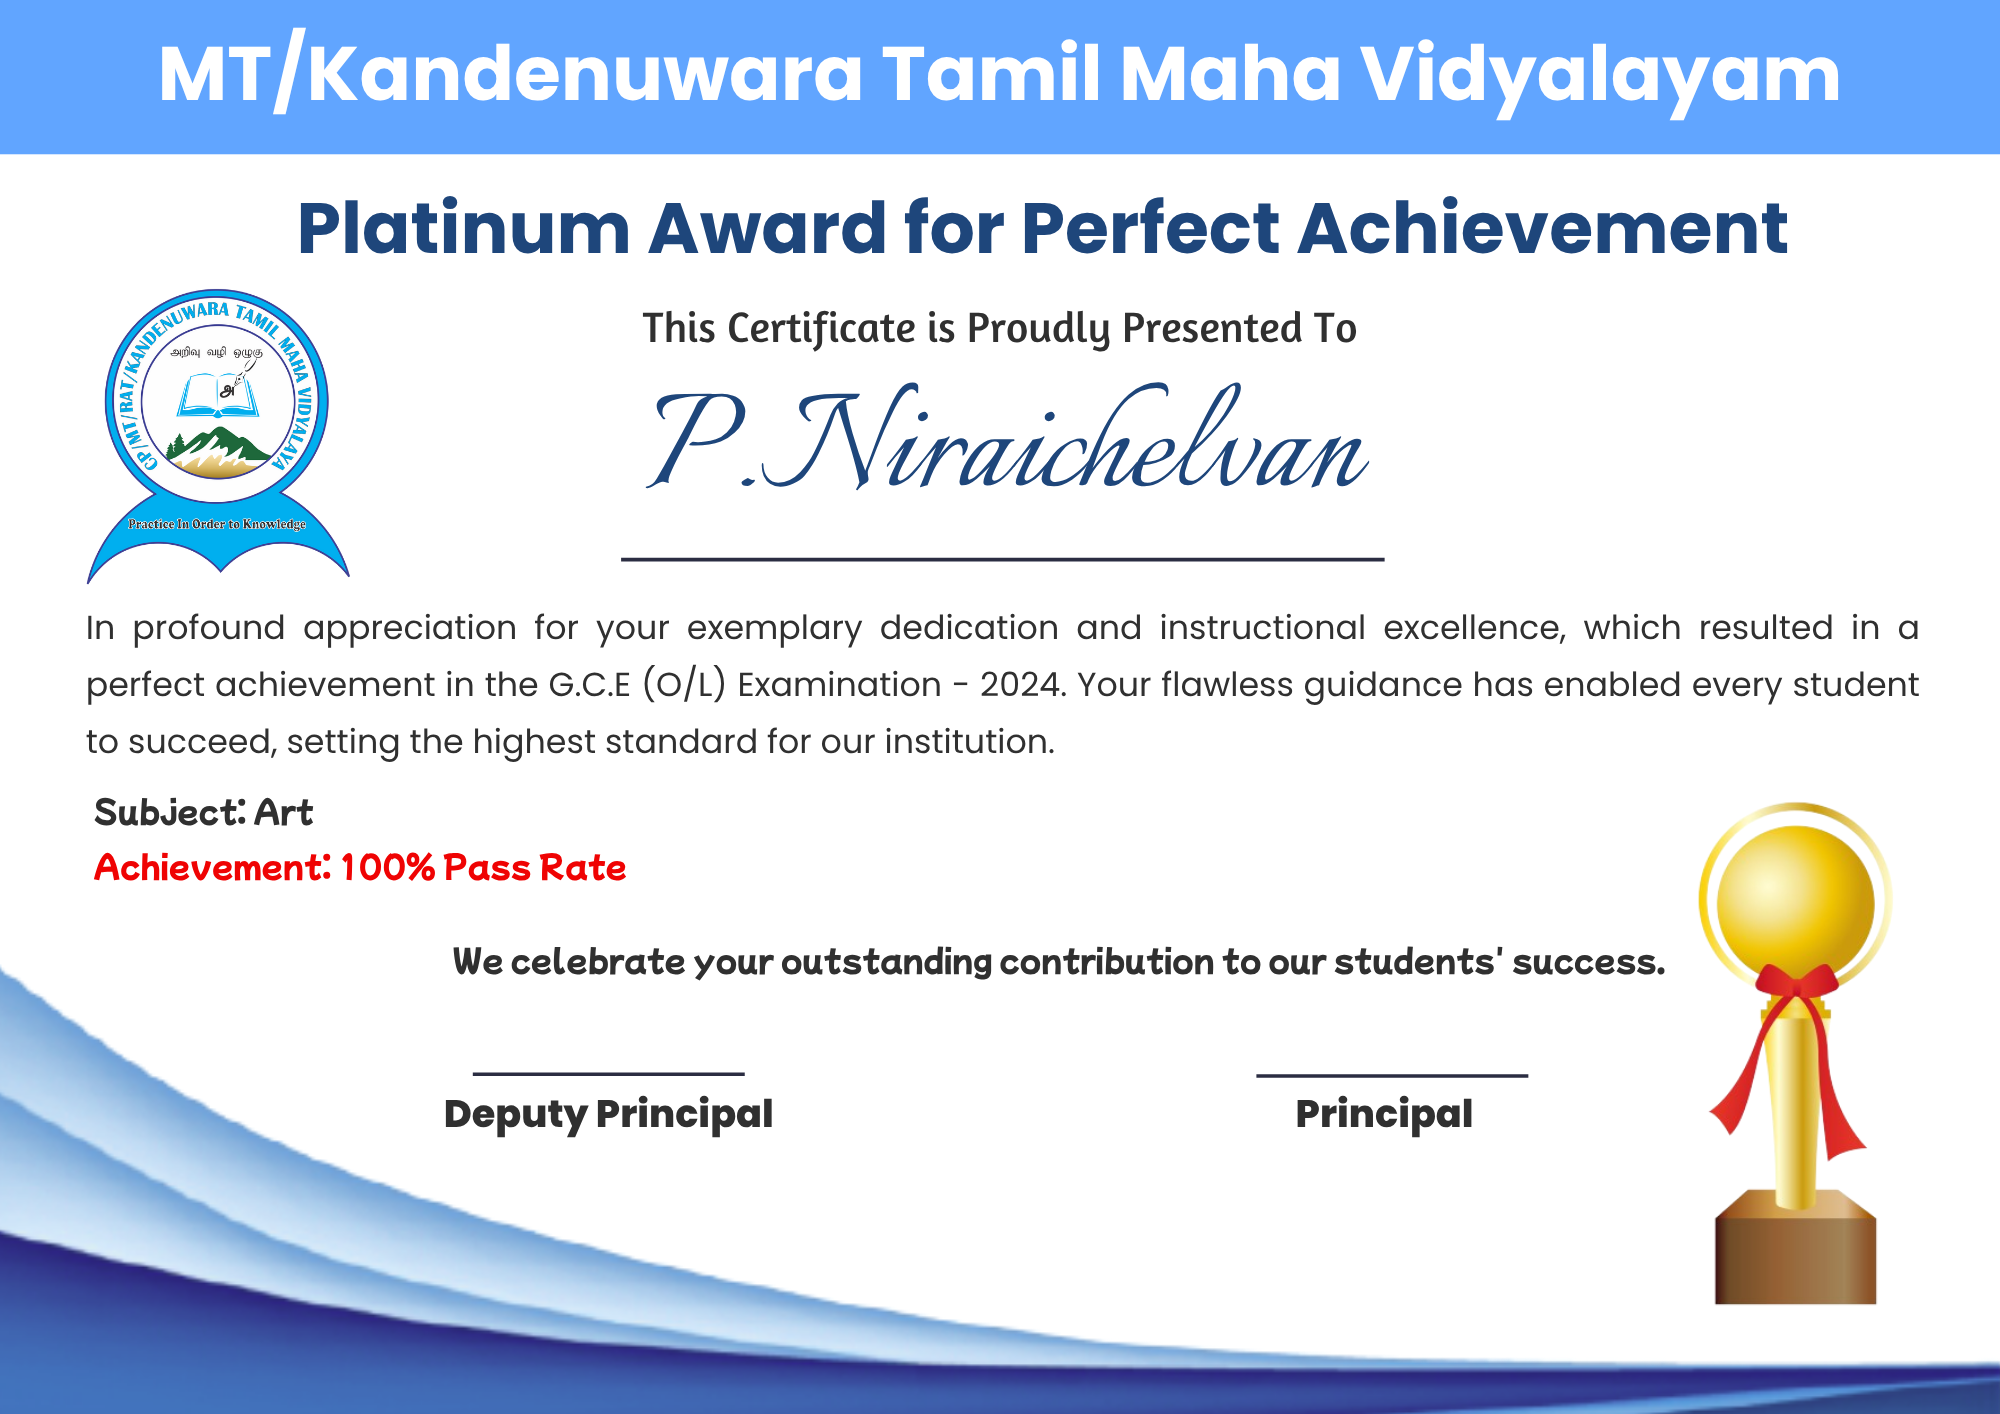 MT/Kandenuwara Tamil Maha Vidyalayam
Platinum Award for Perfect Achievement
CP/MT/RAT/KANDENUWARA TAMIL MAHA VIDYALAYA
அறிவு வழி ஒழுகு
அ
Practice In Order to Knowledge
This Certificate is Proudly Presented To
P.Niraichelvan
In profound appreciation for your exemplary dedication and instructional excellence, which resulted in a
perfect achievement in the G.C.E (O/L) Examination - 2024. Your flawless guidance has enabled every student
to succeed, setting the highest standard for our institution.
Subject: Art
Achievement: 100% Pass Rate
We celebrate your outstanding contribution to our students' success.
Deputy Principal
Principal